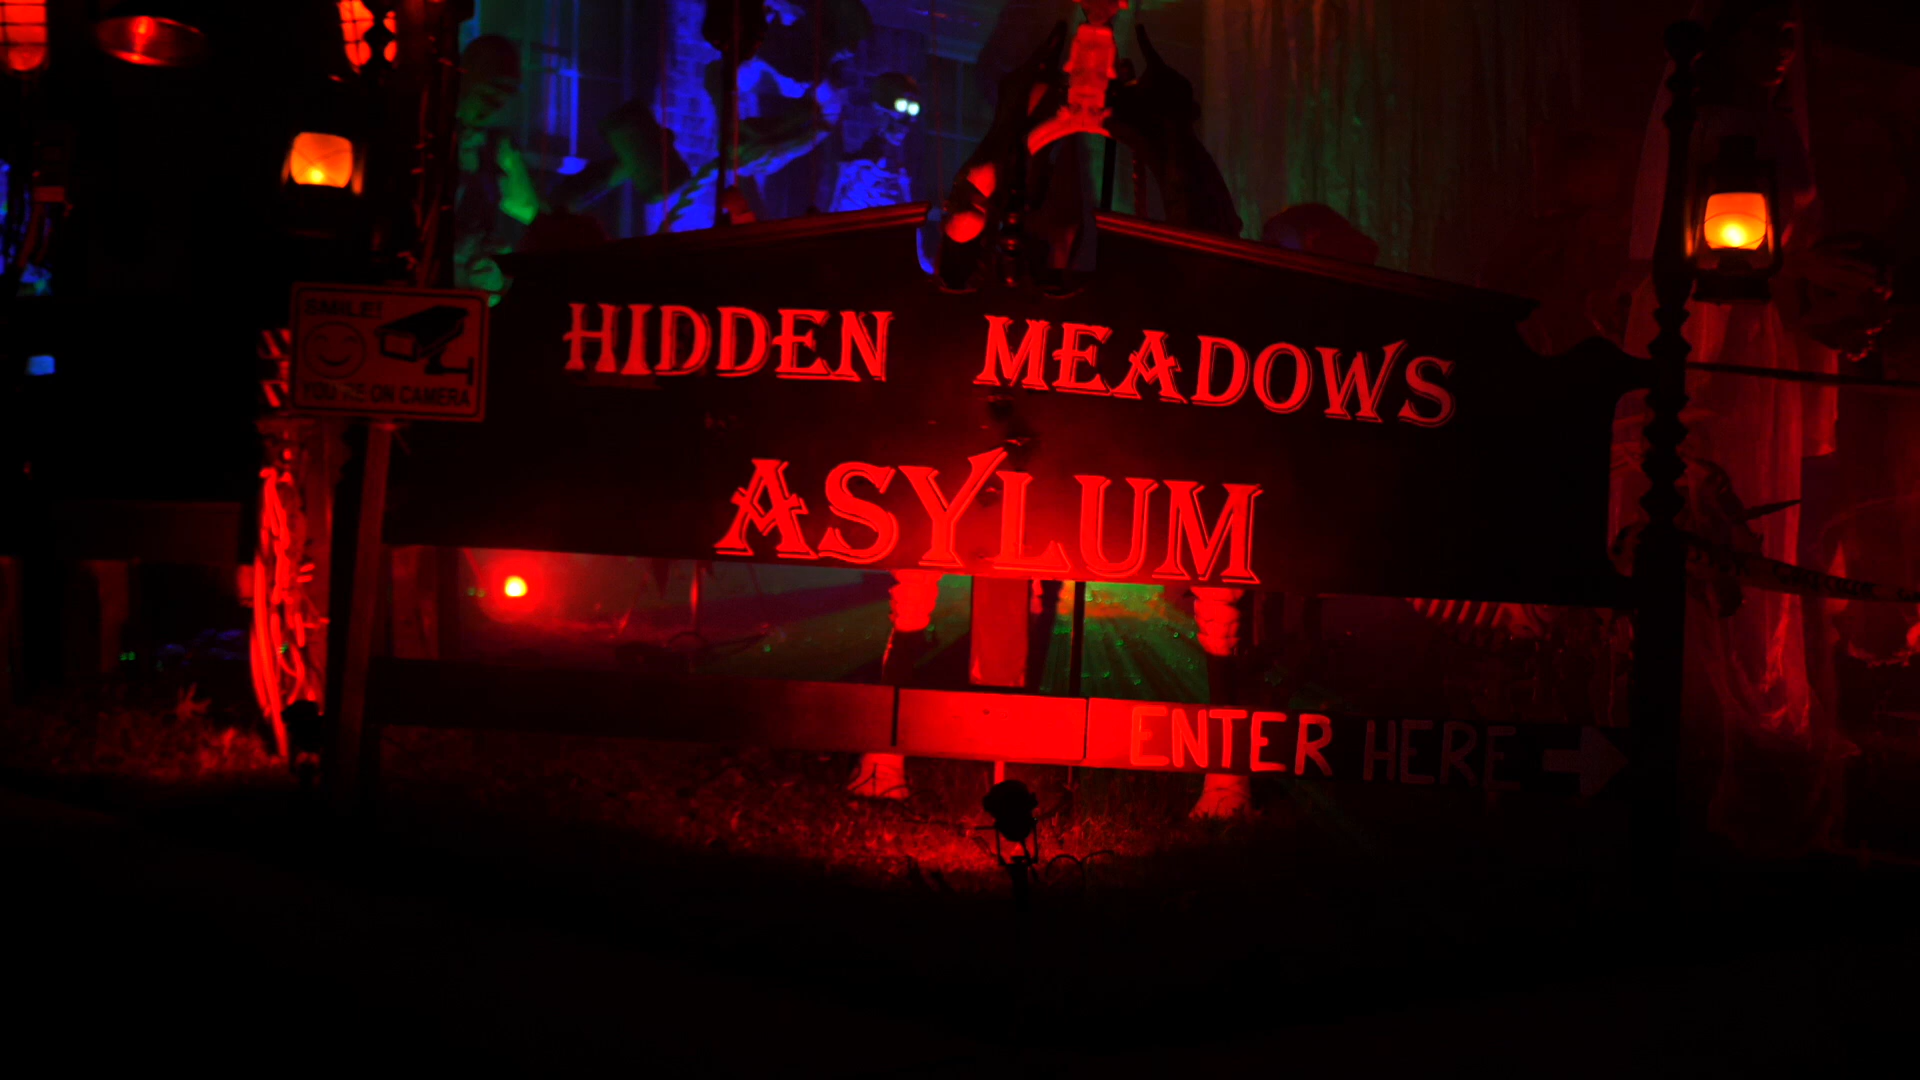 SMILE!
YOU'RE ON CAMERA
HIDDEN MEADOWS
ASYLUM
ENTER HERE